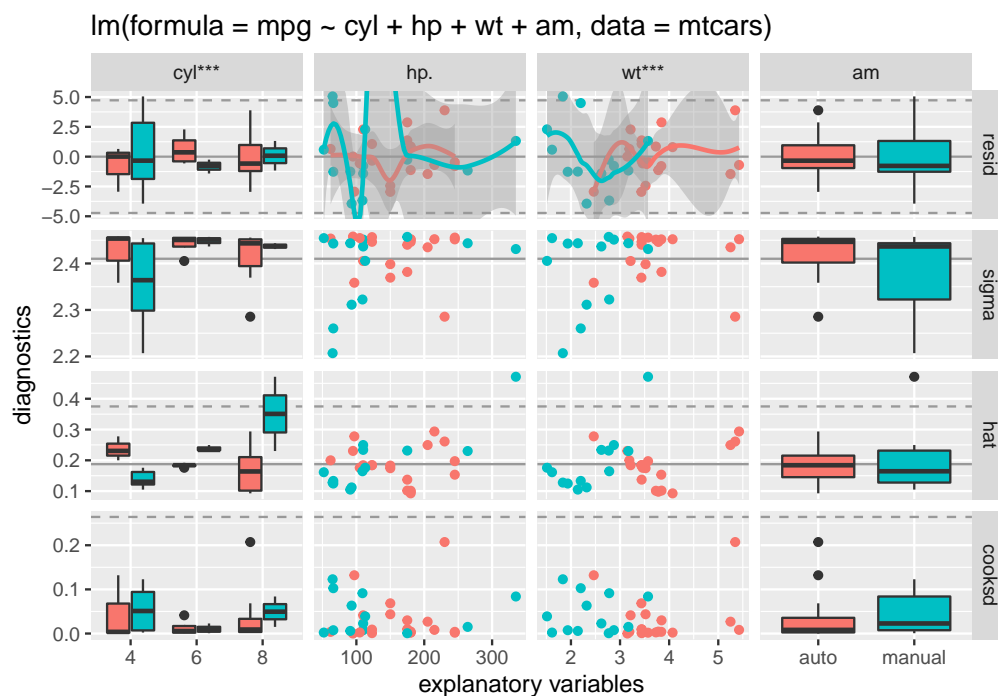 lm(formula = mpg ~ cyl + hp + wt + am, data = mtcars)
cyl*** hp. wt*** am
diagnostics
5.0
2.5
0.0
−2.5
−5.0
resid
2.4
2.3
2.2
sigma
0.4
0.3
0.2
0.1
hat
0.2
0.1
0.0
cooksd
4 6 8 100 200 300 2 3 4 5 auto manual
explanatory variables